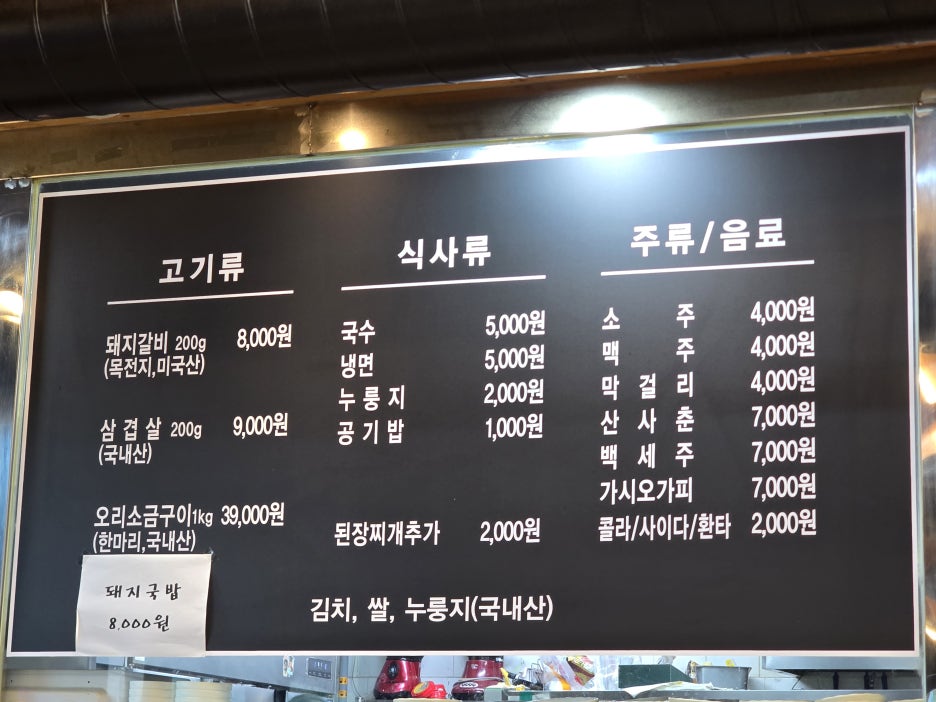 고기류
돼지갈비 200g 8,000원
(목전지,미국산)
삼겹살 200g 9,000원
(국내산)
오리소금구이1kg 39,000원
(한마리,국내산)
돼지국밥
8,000원
식사류
국수 5,000원
냉면 5,000원
누룽지 2,000원
공기밥 1,000원
된장찌개추가 2,000원
주류/음료
소주 4,000원
맥주 4,000원
막걸리 4,000원
산사춘 7,000원
백세주 7,000원
가시오가피 7,000원
콜라/사이다/환타 2,000원
김치, 쌀, 누룽지(국내산)